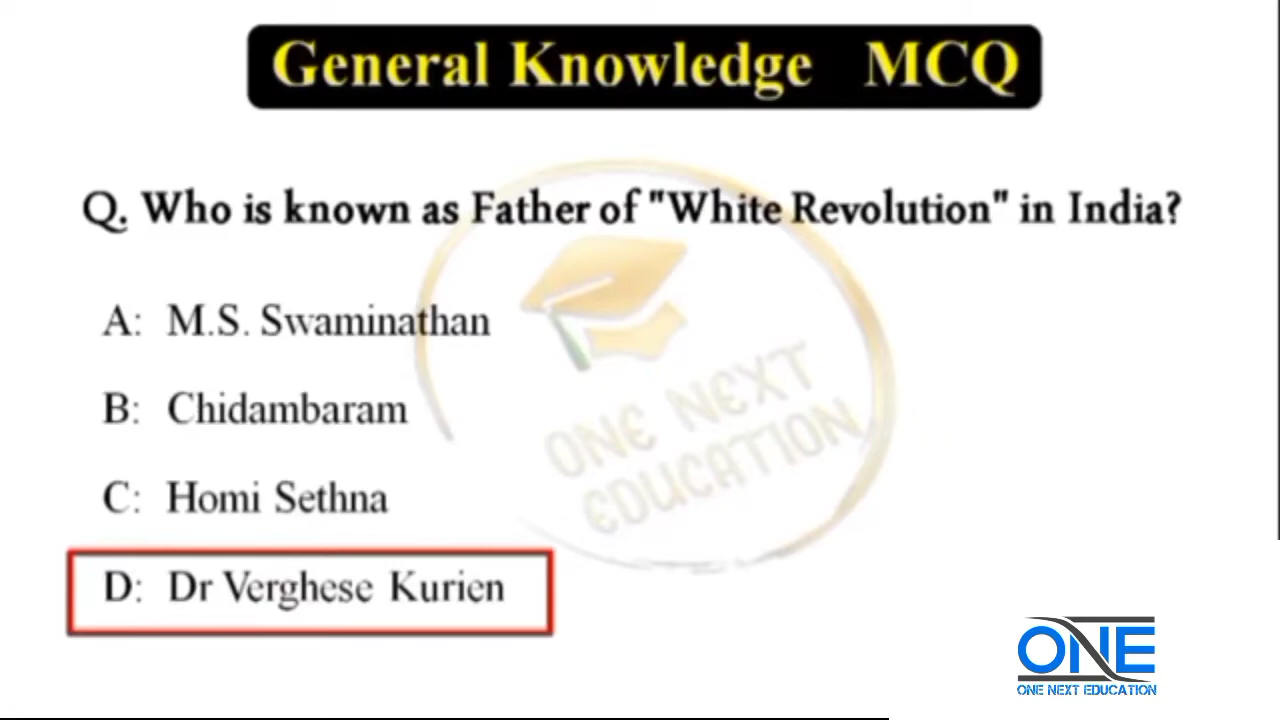 General Knowledge MCQ
Q. Who is known as Father of "White Revolution" in India?
A: M.S. Swaminathan
B: Chidambaram
C: Homi Sethna
D: Dr Verghese Kurien
ONE NEXT
EDUCATION
ONE
ONE NEXT EDUCATION